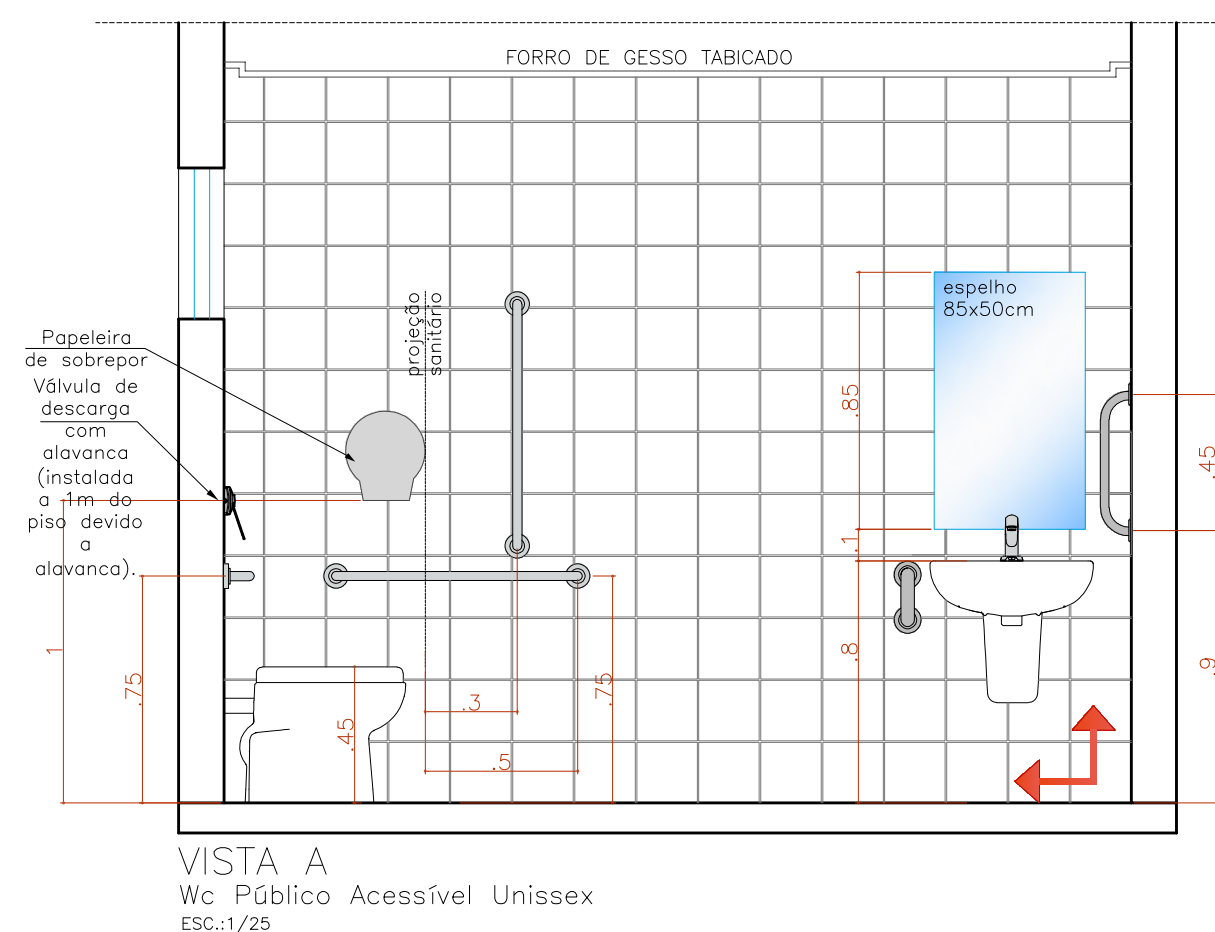 FORRO DE GESSO TABICADO
espelho
85x50cm
projeção
sanitário
Papeleira
de sobrepor
Válvula de
descarga
com
alavanca
(instalada
a 1m do
piso devido
a
alavanca).
.85
.45
.1
.8
.9
1
.75
.45
.3
.5
.75
VISTA A
Wc Público Acessível Unissex
ESC.:1/25